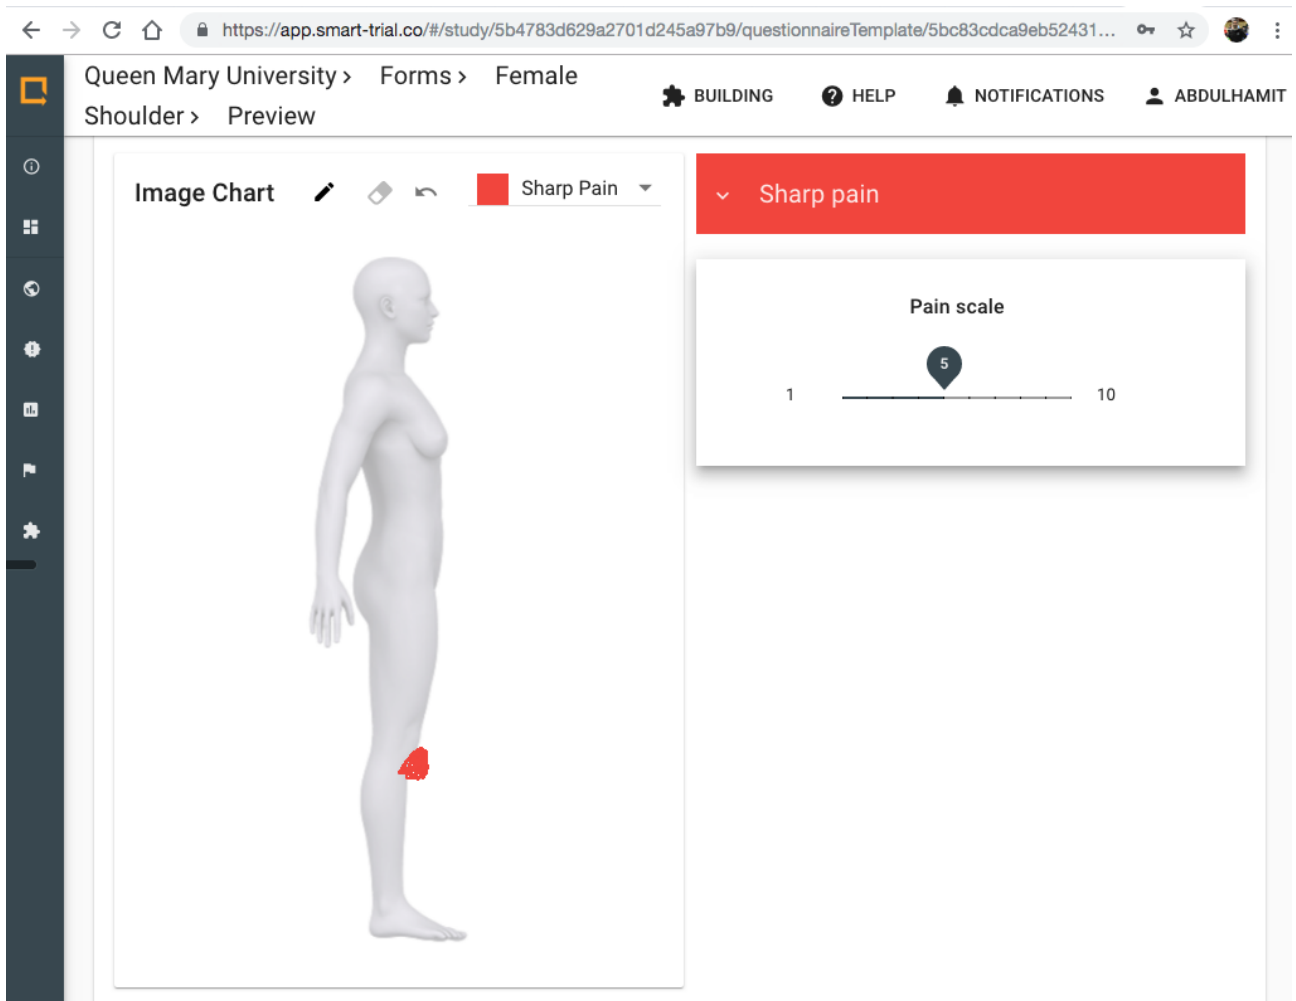 https://app.smart-trial.co/#/study/5b4783d629a2701d245a97b9/questionnaireTemplate/5bc83cdca9eb52431...
Queen Mary University > Forms > Female
Shoulder > Preview
BUILDING
HELP
NOTIFICATIONS
ABDULHAMIT
Image Chart
Sharp Pain
Sharp pain
Pain scale
5
1
10